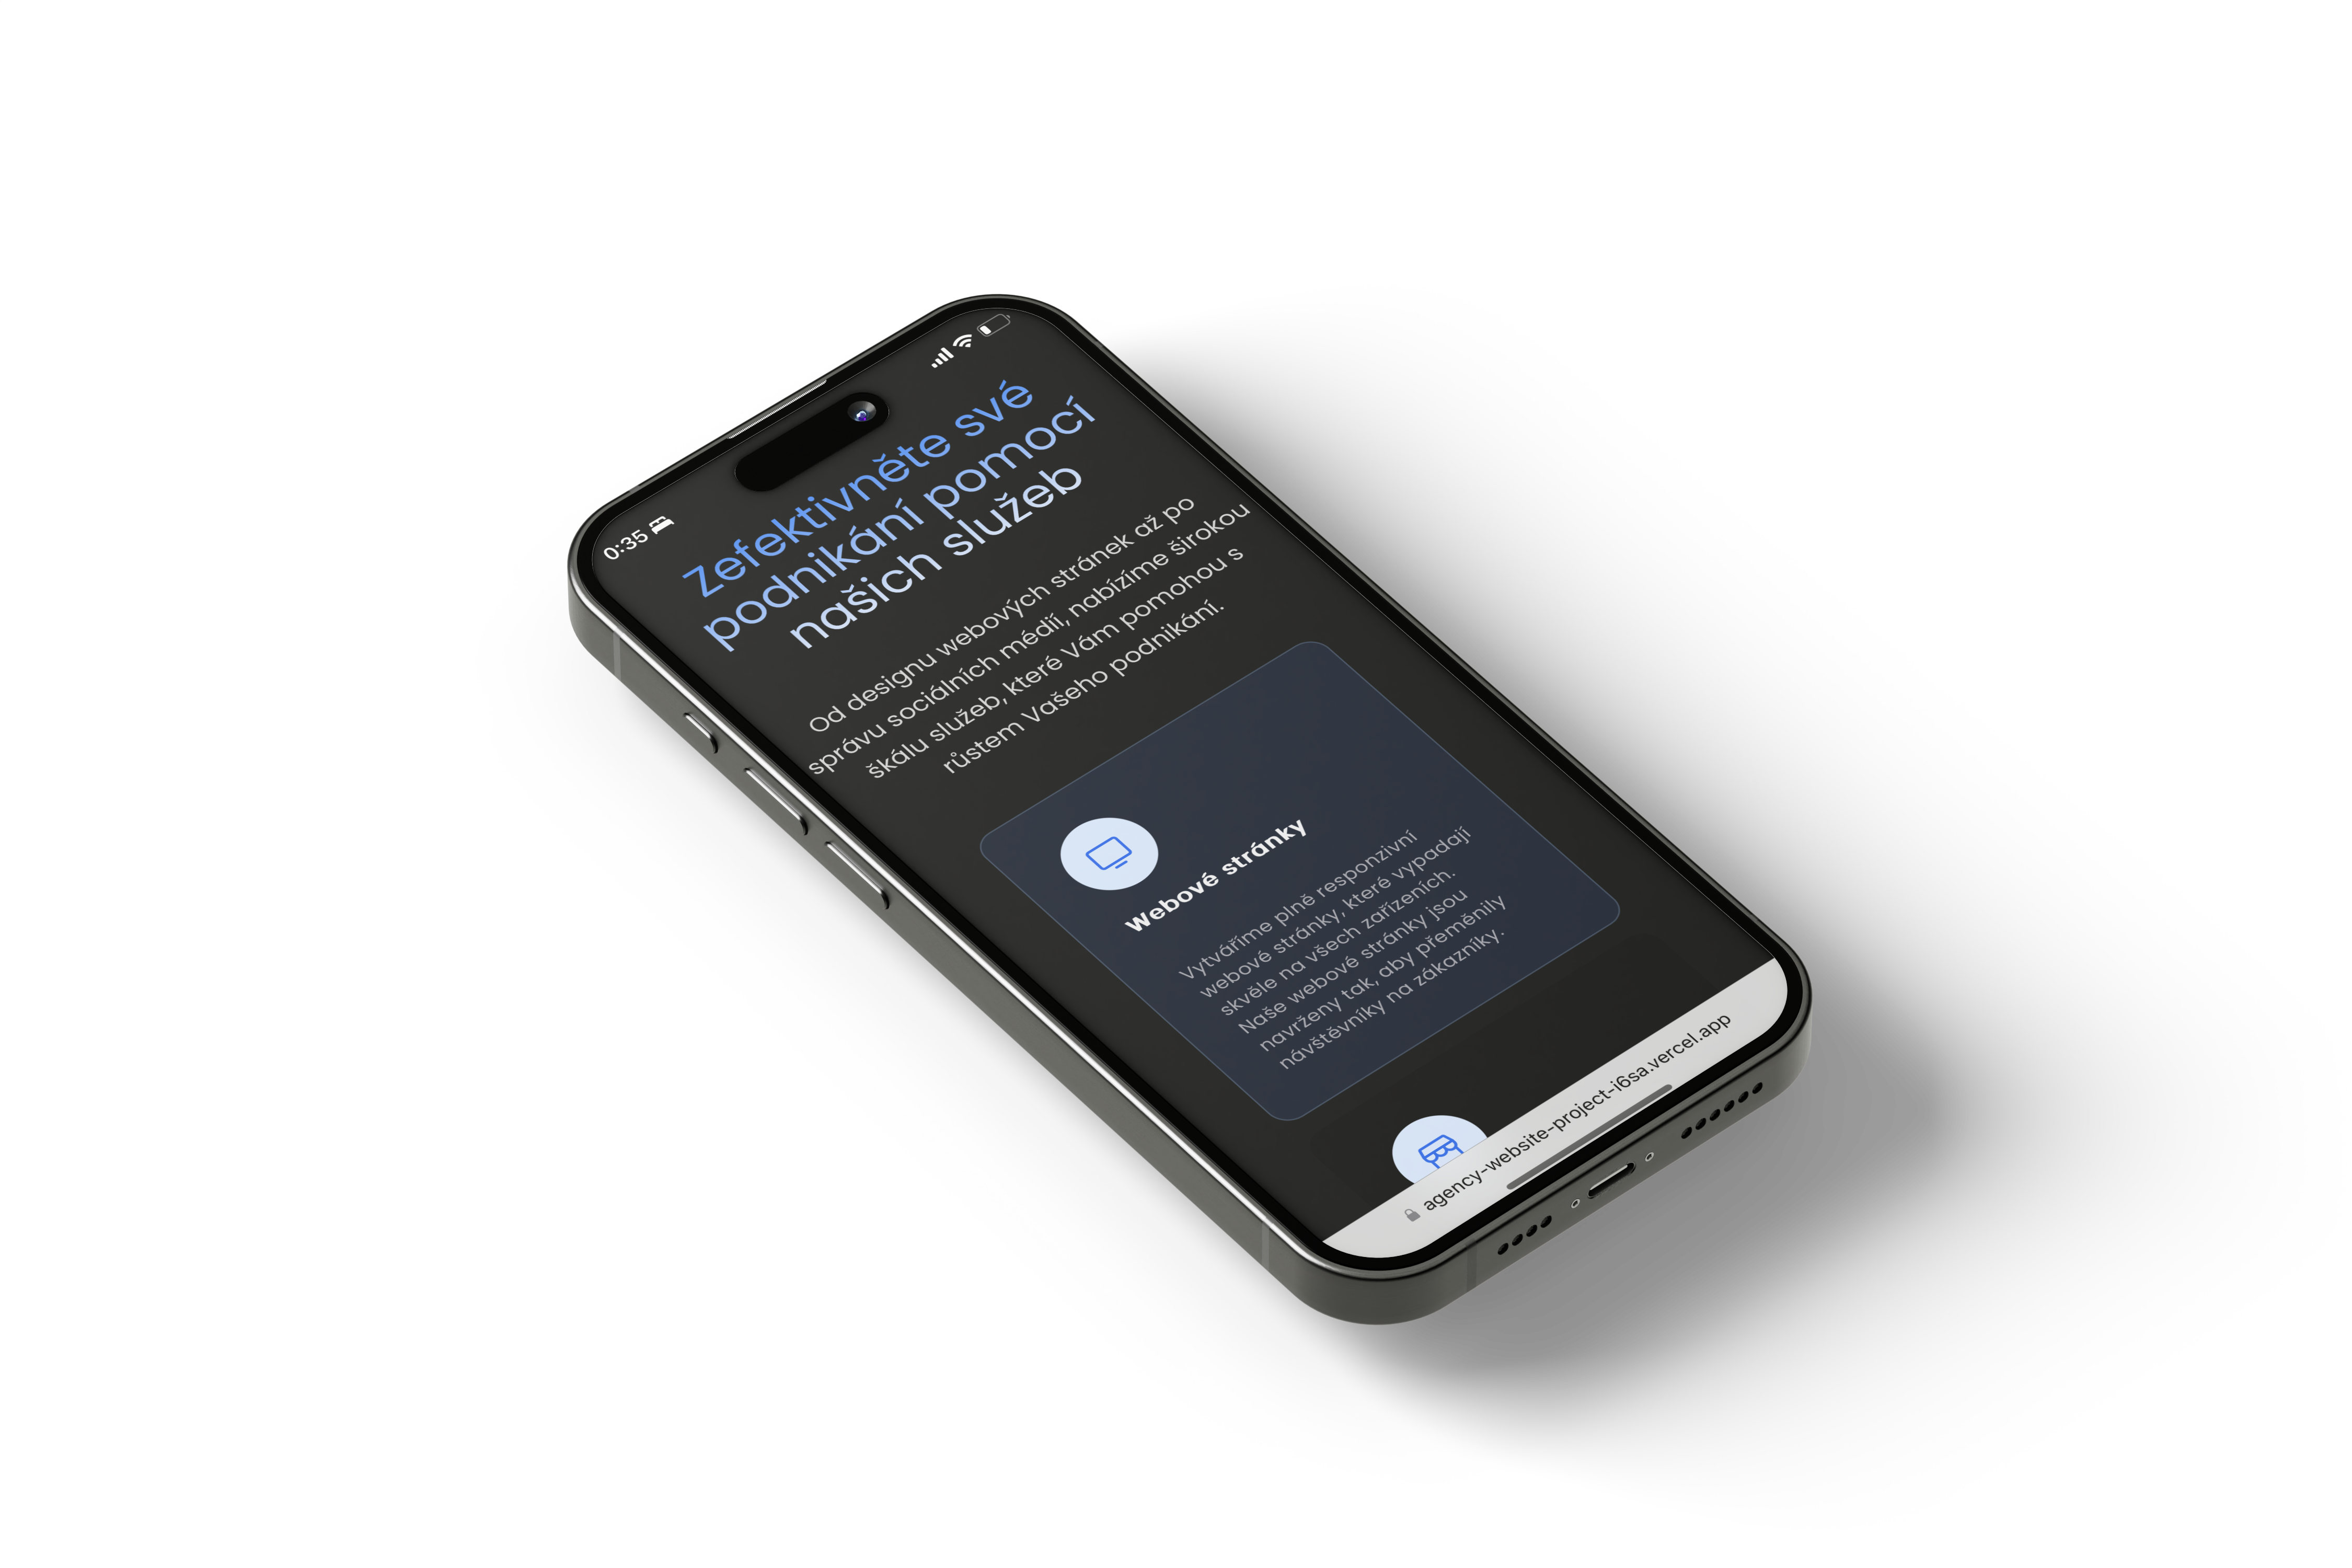 0:35
Zefektivněte své
podnikání pomocí
našich služeb
Od designu webových stránek až po
správu sociálních médií, nabízíme širokou
škálu služeb, které Vám pomohou s
růstem Vašeho podnikání.
Webové stránky
Vytváříme plně responzivní
webové stránky, které vypadají
skvěle na všech zařízeních.
Naše webové stránky jsou
navrženy tak, aby přeměnily
návštěvníky na zákazníky.
agency-website-project-i6sa.vercel.app